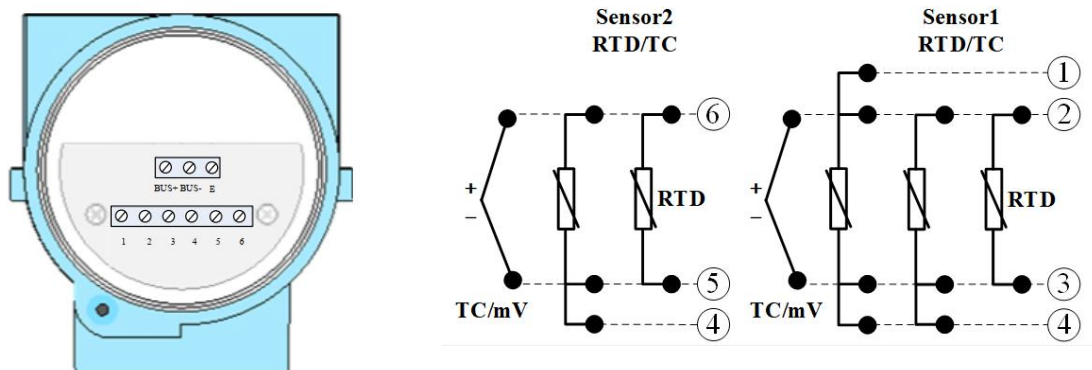 BUS+ BUS- E
1 2 3 4 5 6
Sensor2
RTD/TC
6
+
−
RTD
5
TC/mV
4
Sensor1
RTD/TC
1
2
+
−
RTD
3
TC/mV
4